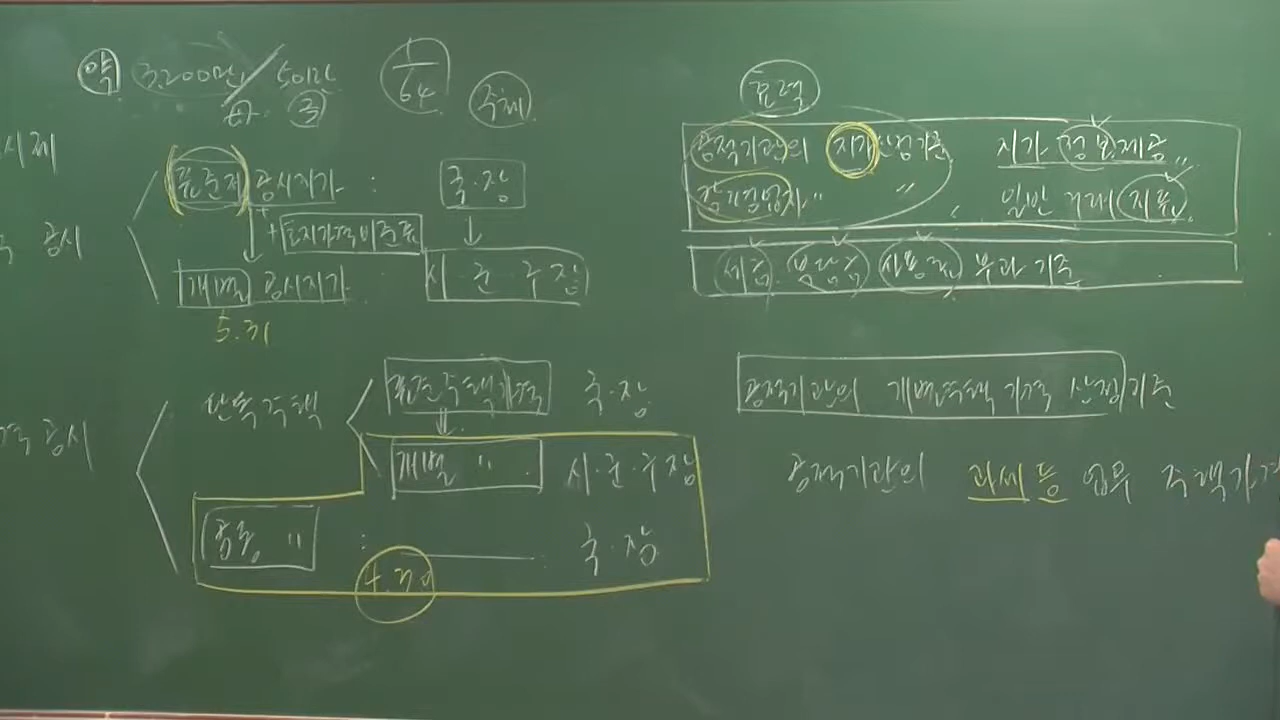 약 3,200만 / 50만 1/64
要 3 주체
효력
시제
공적기관의 지가산정기준 지가 정보제공
감정평가 〃 〃 일반 거래 지표
표준지 공시지가 : 국·장
공시 + 토지가격비준표
개별 공시지가 시·군·구장
세금 부담금 사용료 부과 기준
5.31
표준주택가격 국·장
단독주택
공적기관의 개별주택 가격 산정기준
격 공시
개별 〃 시·군·구장
공적기관의 과세 등 업무 주택가격
공동 〃 : 국·장
4.30